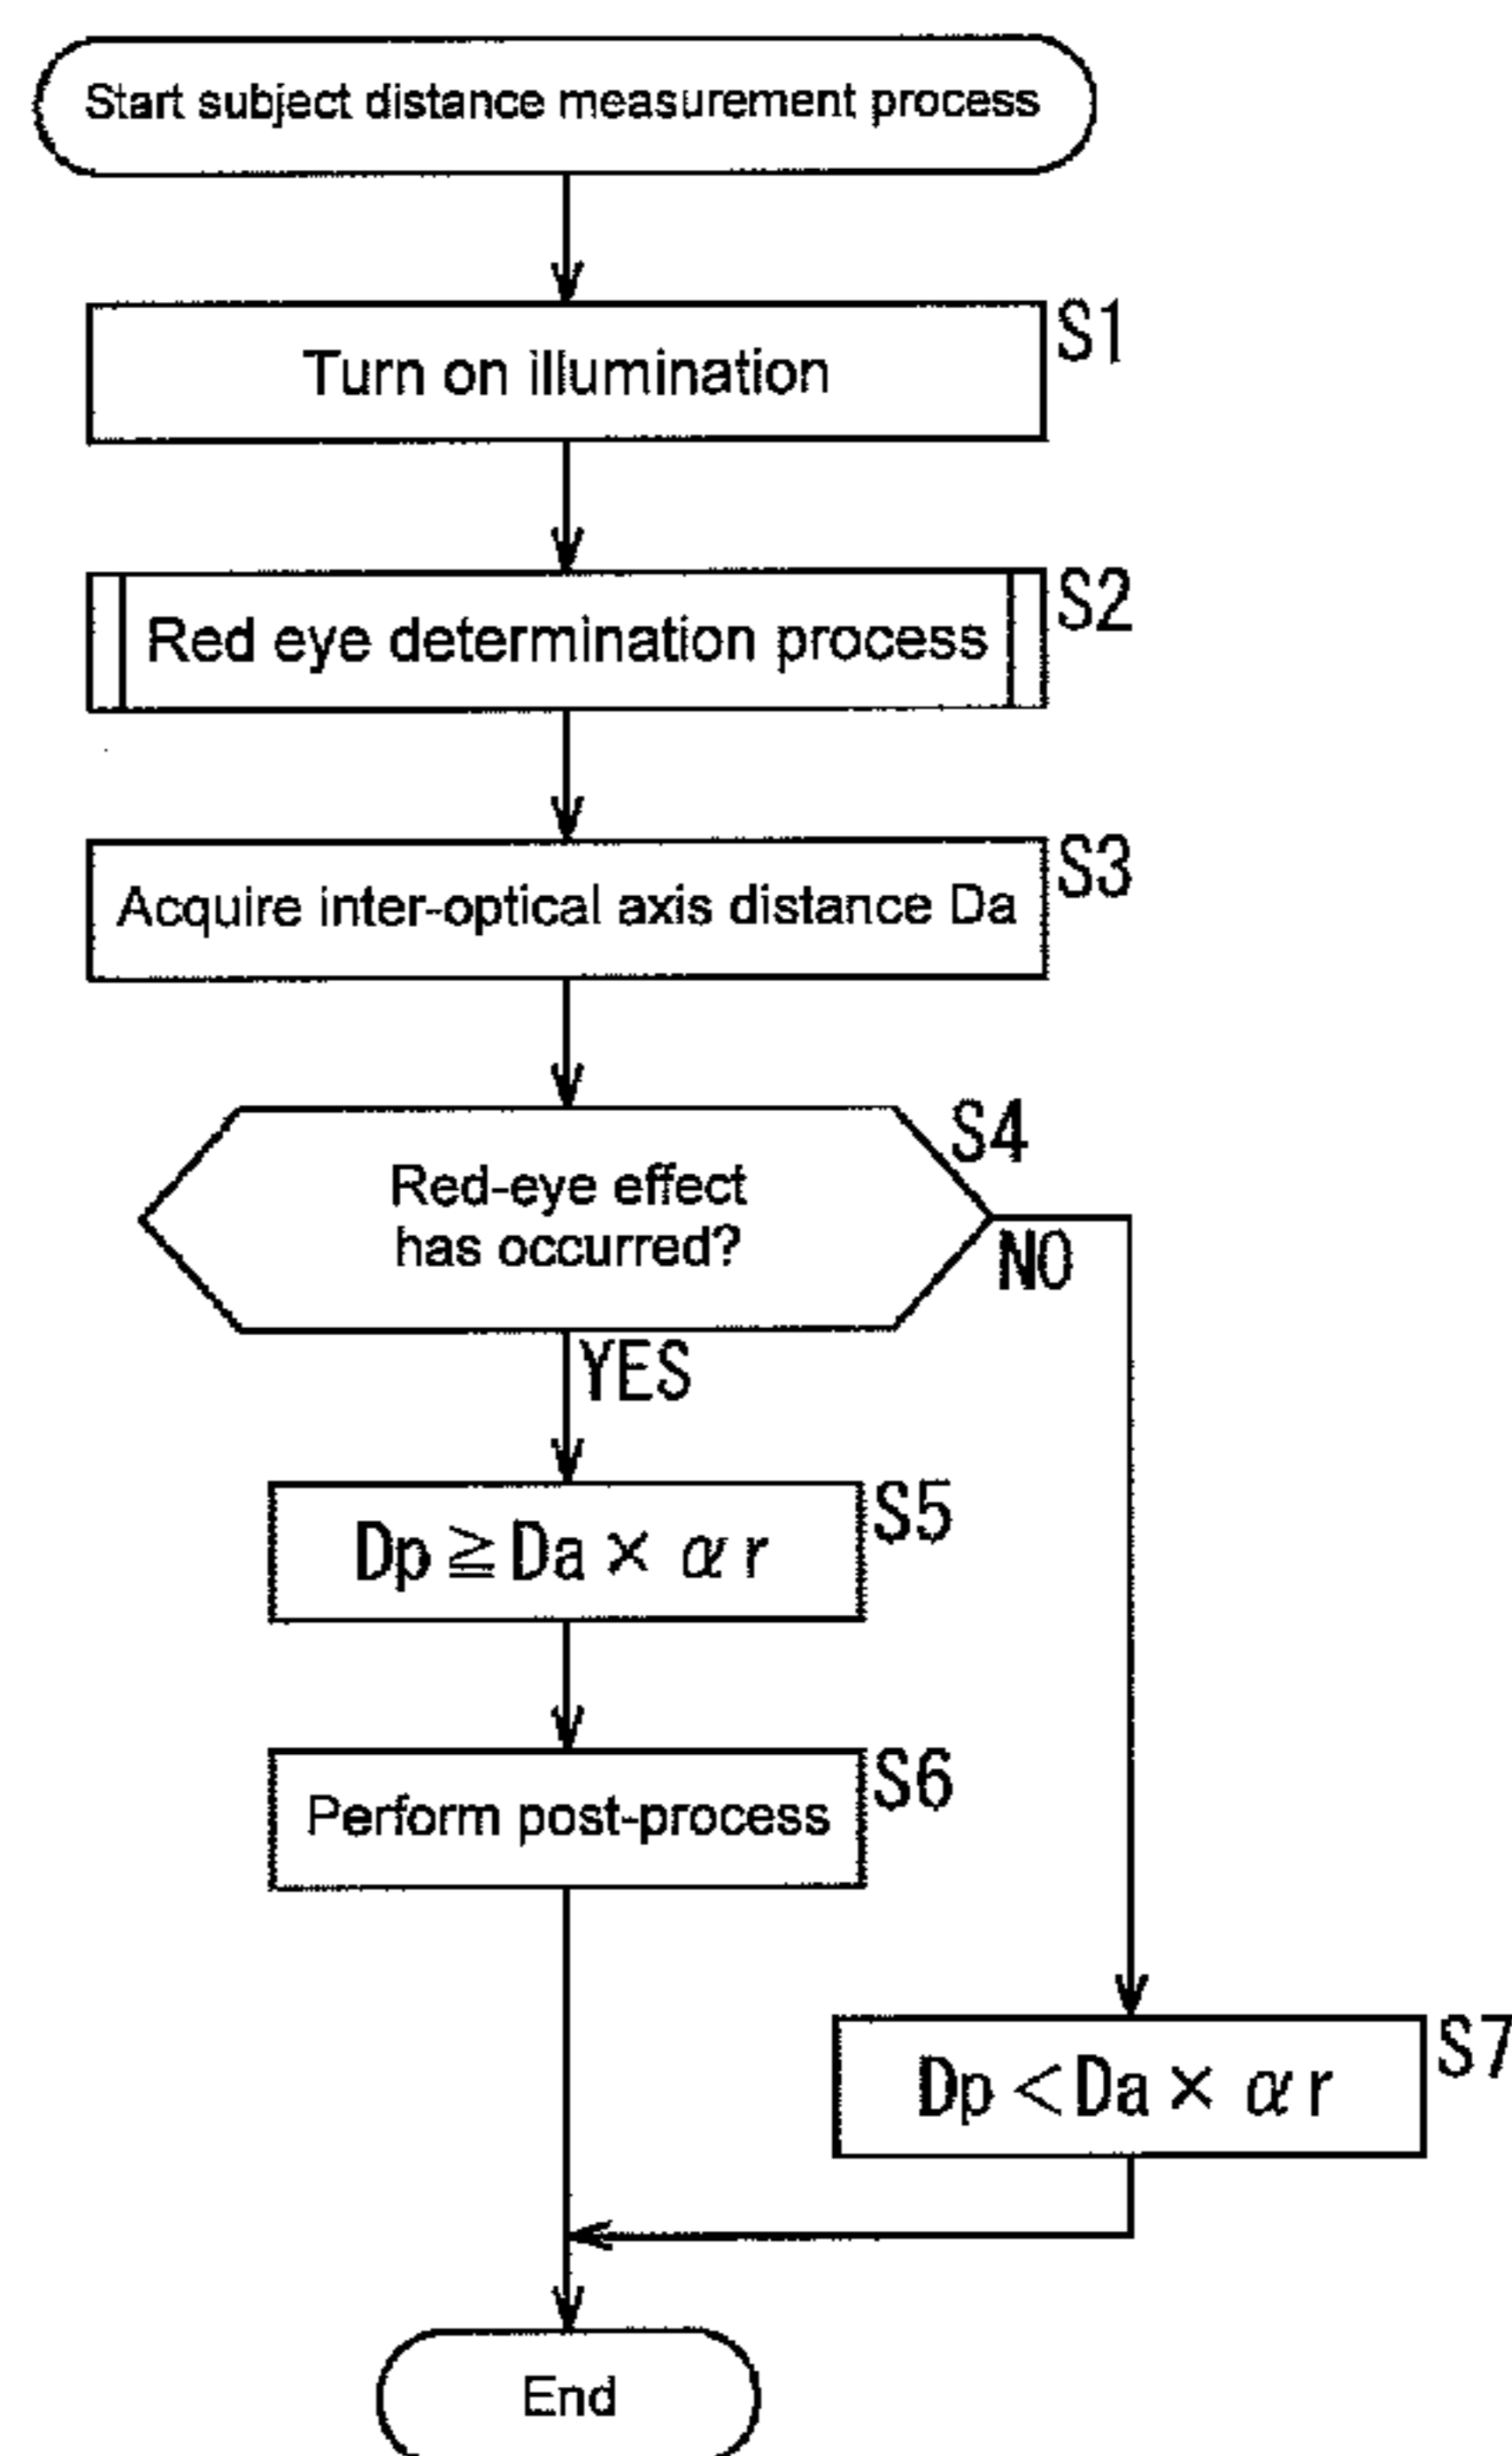 Start subject distance measurement process
Turn on illumination
S1
Red eye determination process
S2
Acquire inter-optical axis distance Da
S3
Red-eye effect
has occurred?
S4
NO
YES
Dp ≧ Da × α r
S5
Perform post-process
S6
Dp < Da × α r
S7
End